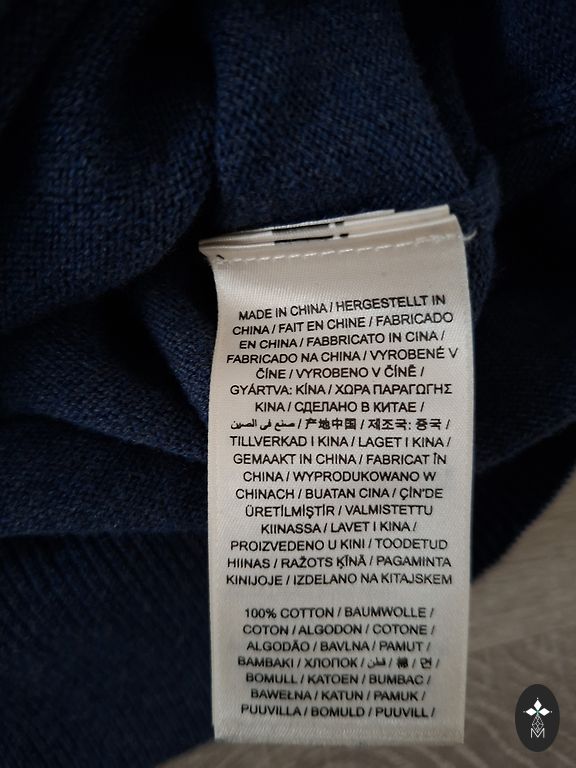 MADE IN CHINA / HERGESTELLT IN
CHINA / FAIT EN CHINE / FABRICADO
EN CHINA / FABBRICATO IN CINA /
FABRICADO NA CHINA / VYROBENÉ V
ČÍNE / VYROBENO V ČÍNĚ /
GYÁRTVA: KÍNA / ΧΩΡΑ ΠΑΡΑΓΩΓΗΣ
KINA / СДЕЛАНО В КИТАЕ /
صنع في الصين / 产地中国 / 제조국: 중국 /
TILLVERKAD I KINA / LAGET I KINA /
GEMAAKT IN CHINA / FABRICAT ÎN
CHINA / WYPRODUKOWANO W
CHINACH / BUATAN CINA / ÇİN'DE
ÜRETİLMİŞTİR / VALMISTETTU
KIINASSA / LAVET I KINA /
PROIZVEDENO U KINI / TOODETUD
HIINAS / RAŽOTS ĶĪNĀ / PAGAMINTA
KINIJOJE / IZDELANO NA KITAJSKEM
100% COTTON / BAUMWOLLE /
COTON / ALGODON / COTONE /
ALGODÃO / BAVLNA / PAMUT /
BAMBAKI / ХЛОПОК / قطن / 棉 / 면 /
BOMULL / KATOEN / BUMBAC /
BAWEŁNA / KATUN / PAMUK /
PUUVILLA / BOMULD / PUUVILL /
M